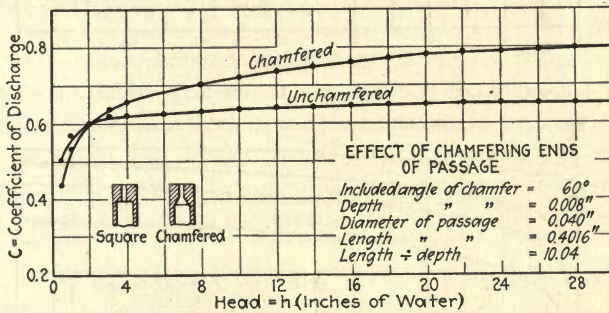 C = Coefficient of Discharge
0.8
0.6
0.4
0.2
Chamfered
Unchamfered
EFFECT OF CHAMFERING ENDS
OF PASSAGE
Included angle of chamfer = 60°
Depth " " = 0.008"
Diameter of passage = 0.040"
Length " " = 0.4016"
Length ÷ depth = 10.04
Square Chamfered
0 4 8 12 16 20 24 28
Head = h (Inches of Water)